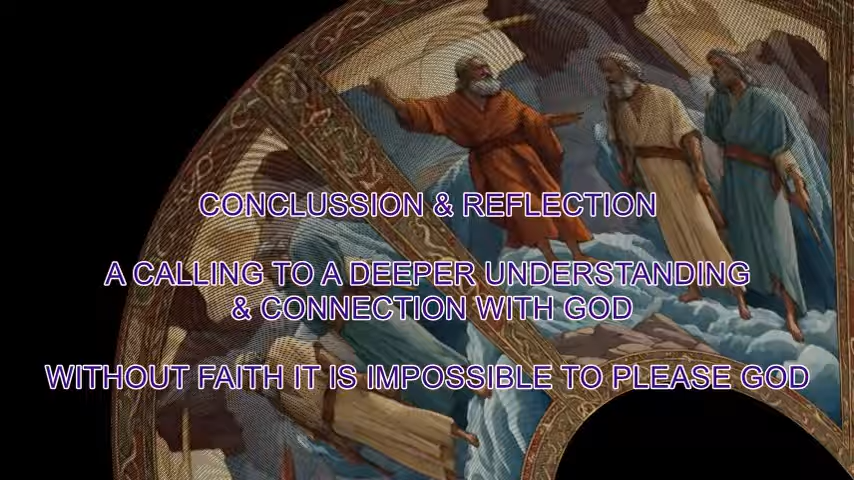 CONCLUSSION & REFLECTION
A CALLING TO A DEEPER UNDERSTANDING
& CONNECTION WITH GOD
WITHOUT FAITH IT IS IMPOSSIBLE TO PLEASE GOD